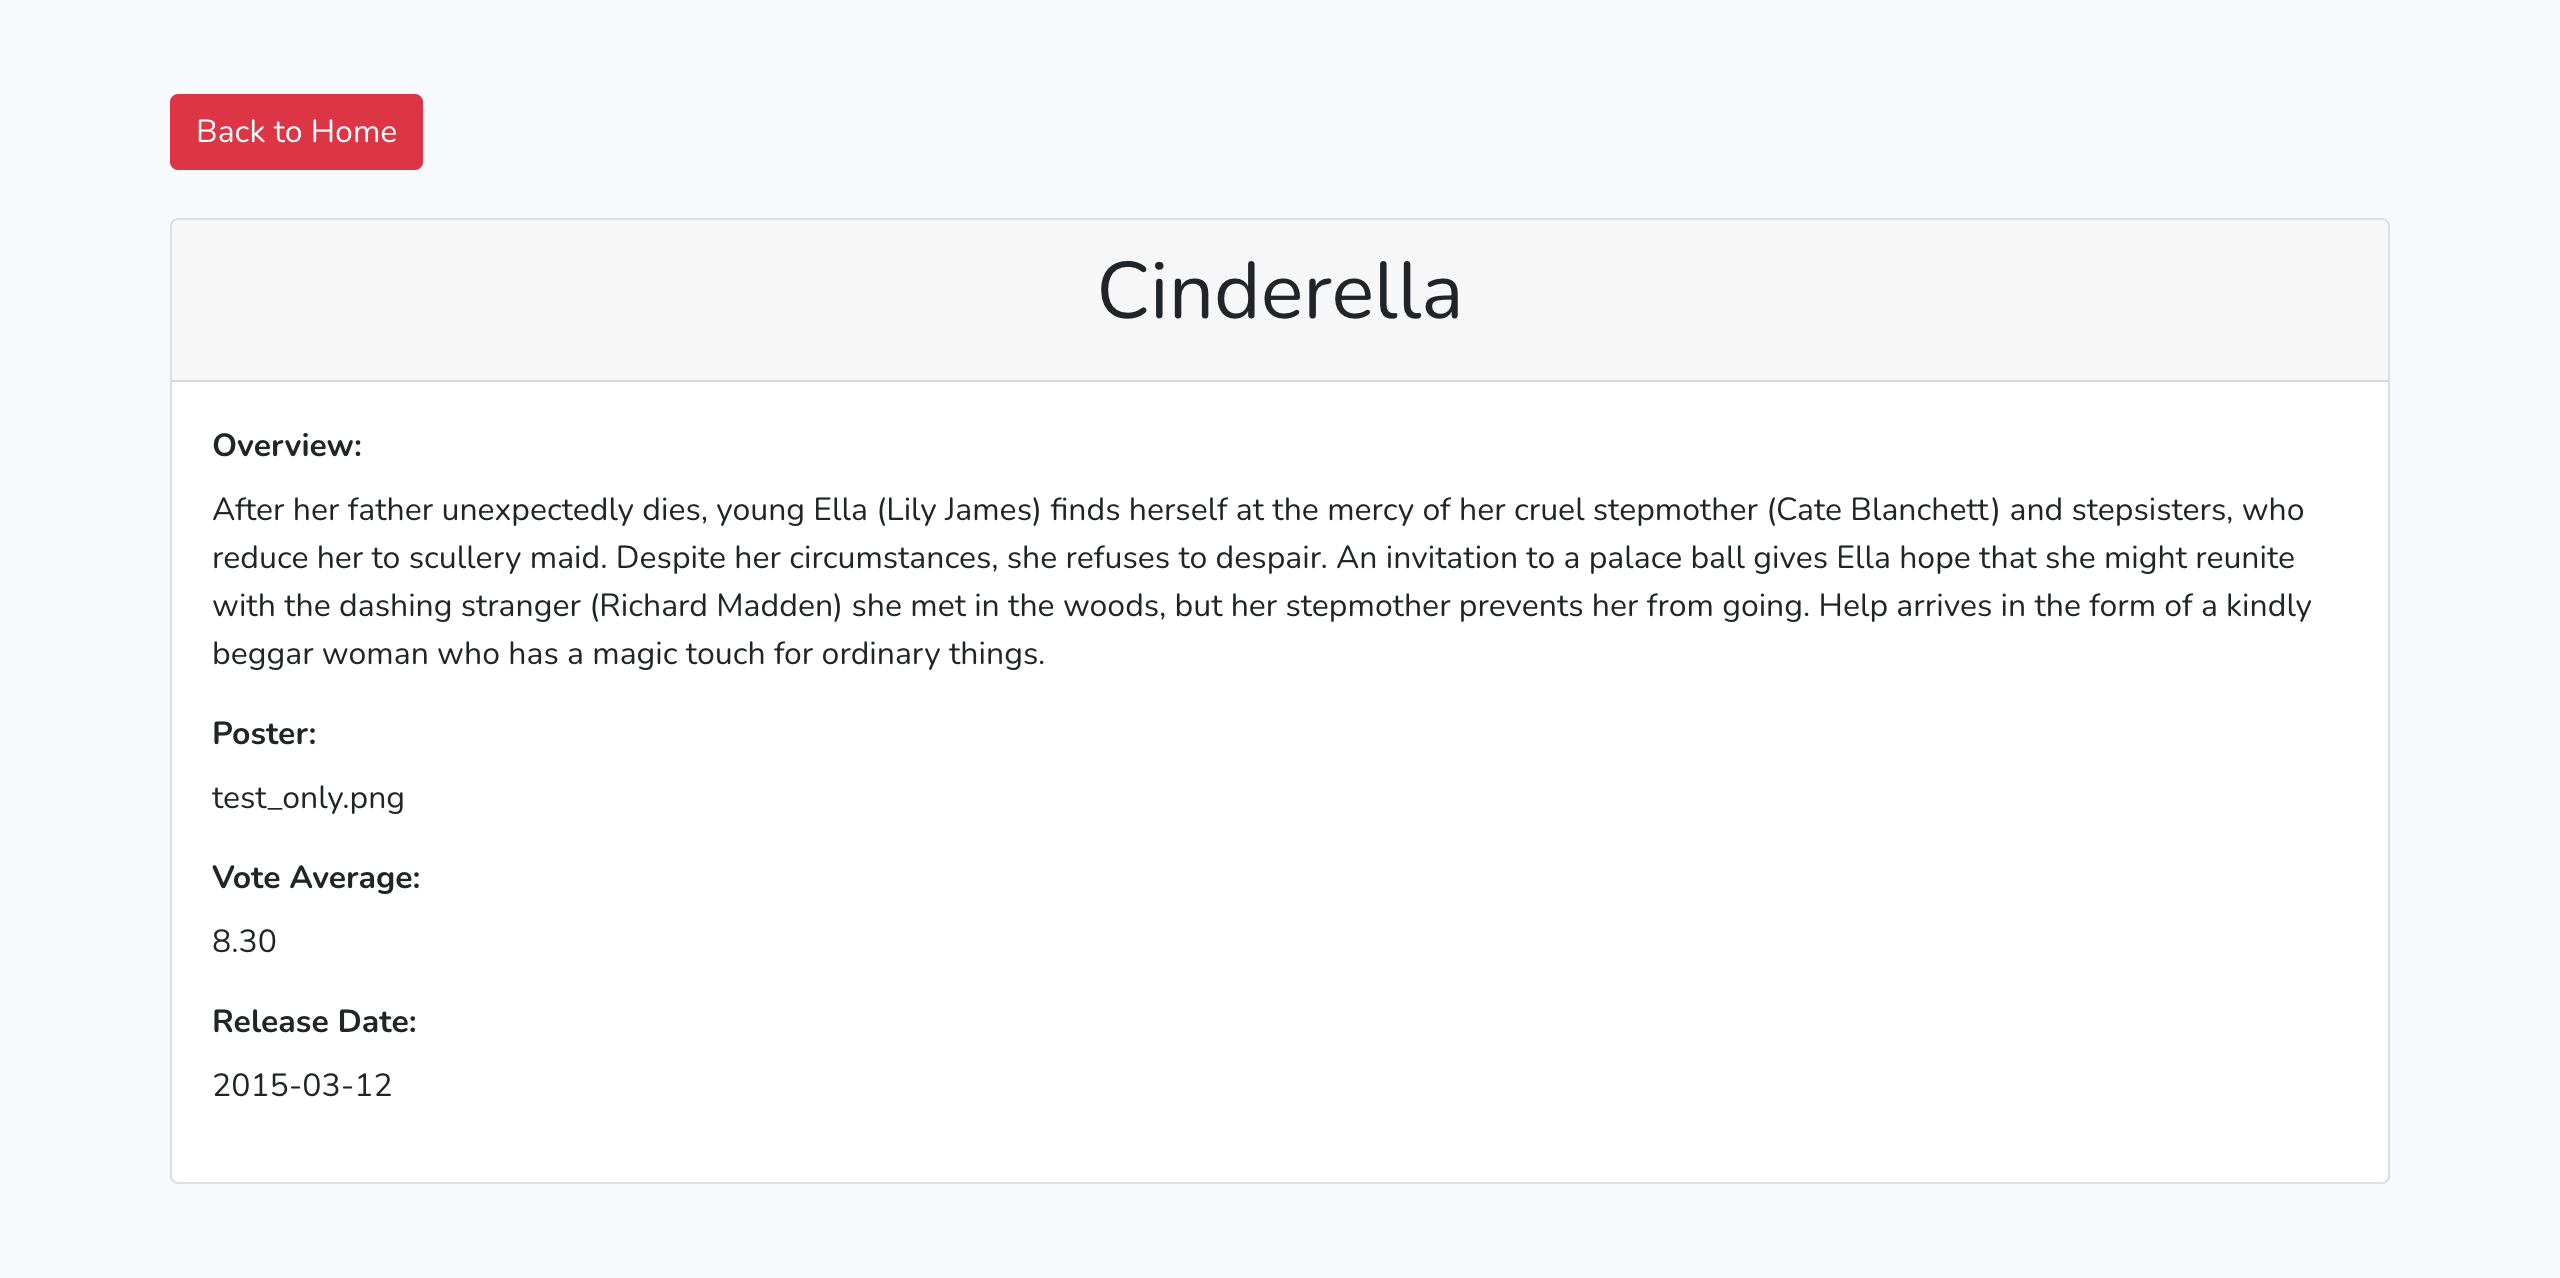 Back to Home
Cinderella
Overview:
After her father unexpectedly dies, young Ella (Lily James) finds herself at the mercy of her cruel stepmother (Cate Blanchett) and stepsisters, who
reduce her to scullery maid. Despite her circumstances, she refuses to despair. An invitation to a palace ball gives Ella hope that she might reunite
with the dashing stranger (Richard Madden) she met in the woods, but her stepmother prevents her from going. Help arrives in the form of a kindly
beggar woman who has a magic touch for ordinary things.
Poster:
test_only.png
Vote Average:
8.30
Release Date:
2015-03-12